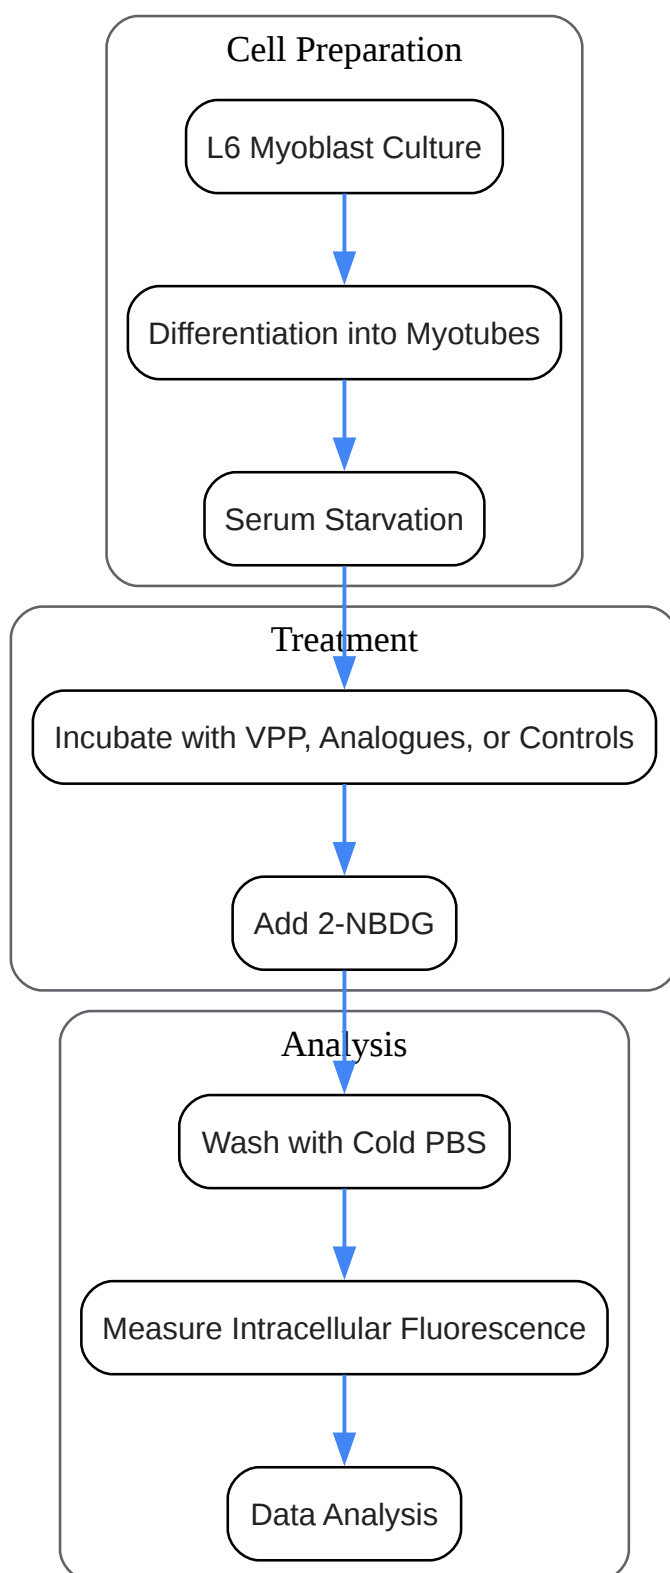 Cell Preparation
L6 Myoblast Culture
Differentiation into Myotubes
Serum Starvation
Treatment
Incubate with VPP, Analogues, or Controls
Add 2-NBDG
Analysis
Wash with Cold PBS
Measure Intracellular Fluorescence
Data Analysis